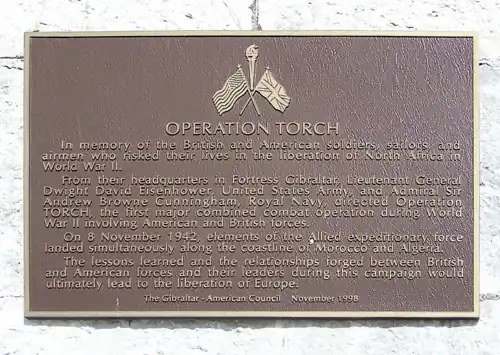 OPERATION TORCH
In memory of the British and American soldiers, sailors, and
airmen who risked their lives in the liberation of North Africa in
World War II.
From their headquarters in Fortress Gibraltar, Lieutenant General
Dwight David Eisenhower, United States Army, and Admiral Sir
Andrew Browne Cunningham, Royal Navy, directed Operation
TORCH, the first major combined combat operation during World
War II involving American and British forces.
On 8 November 1942, elements of the Allied expeditionary force
landed simultaneously along the coastline of Morocco and Algeria.
The lessons learned and the relationships forged between British
and American forces and their leaders during this campaign would
ultimately lead to the liberation of Europe.
The Gibraltar - American Council November 1998